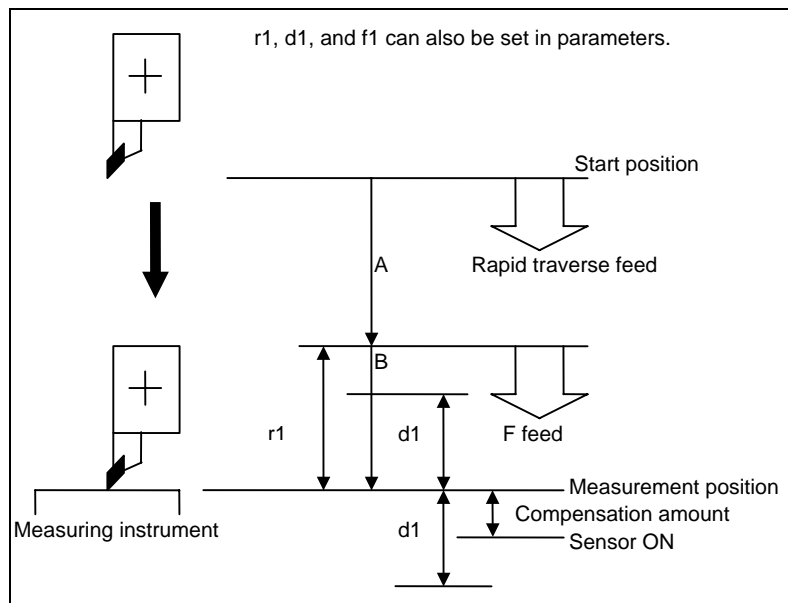 r1, d1, and f1 can also be set in parameters.
Start position
A
Rapid traverse feed
B
r1
d1
F feed
Measurement position
Measuring instrument
d1
Compensation amount
Sensor ON